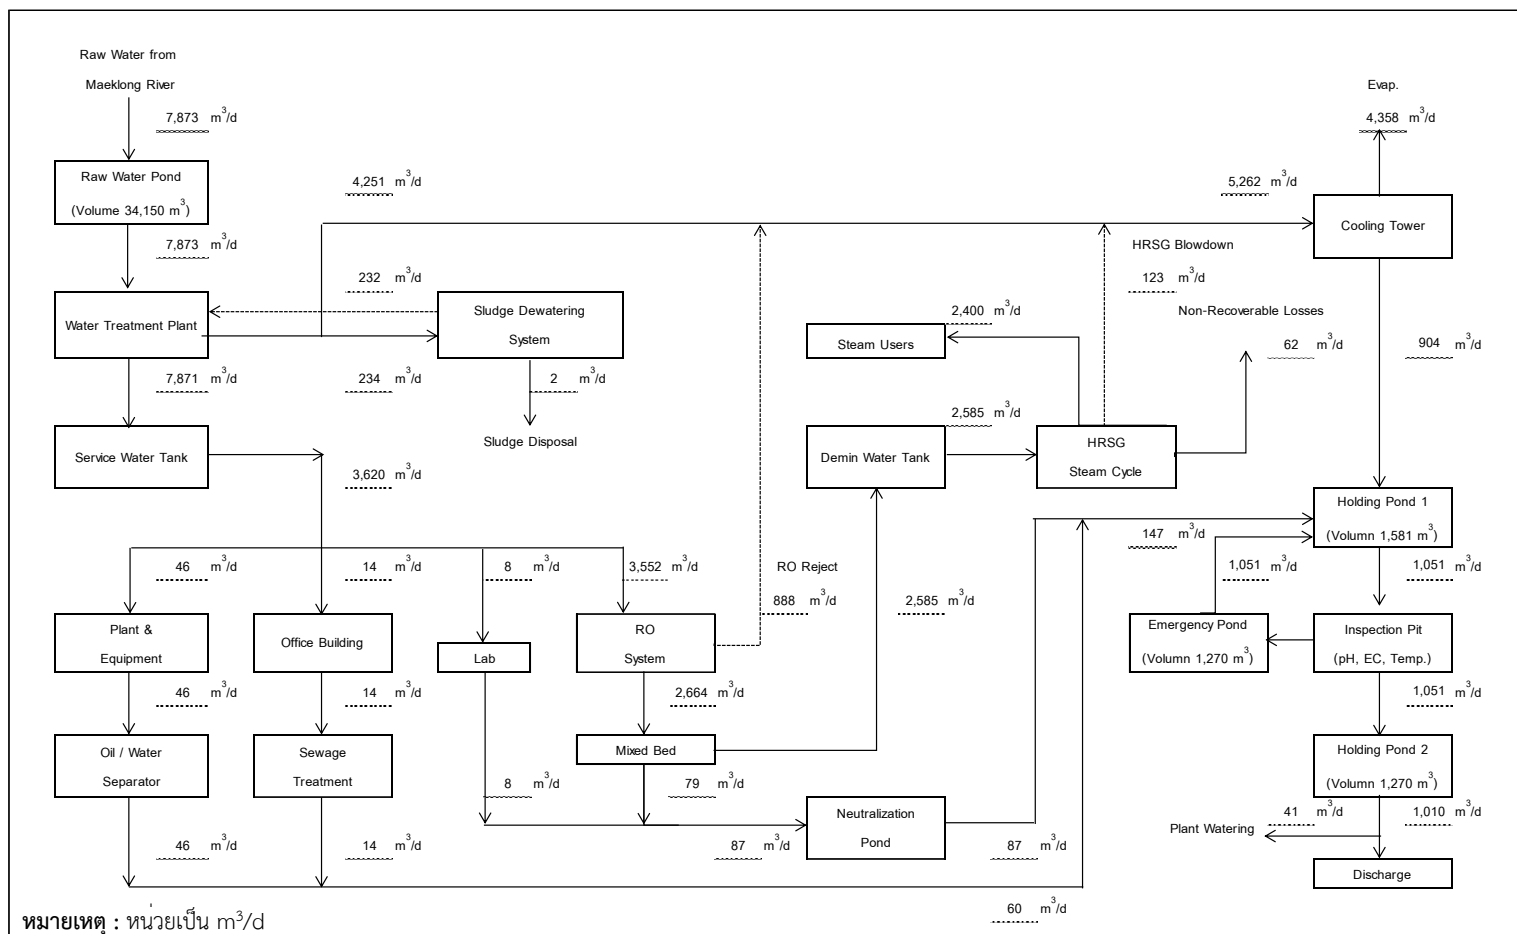 Raw Water from
Maeklong River
7,873 m³/d
Raw Water Pond
(Volume 34,150 m³)
7,873 m³/d
Water Treatment Plant
7,871 m³/d
Service Water Tank
4,251 m³/d
232 m³/d
Sludge Dewatering
System
234 m³/d
2 m³/d
Sludge Disposal
3,620 m³/d
46 m³/d
14 m³/d
8 m³/d
3,552 m³/d
Plant &
Equipment
Office Building
Lab
RO
System
RO Reject
888 m³/d
46 m³/d
14 m³/d
2,664 m³/d
Oil / Water
Separator
Sewage
Treatment
Mixed Bed
8 m³/d
79 m³/d
46 m³/d
14 m³/d
87 m³/d
Neutralization
Pond
87 m³/d
60 m³/d
2,585 m³/d
Demin Water Tank
2,585 m³/d
Steam Users
2,400 m³/d
HRSG
Steam Cycle
HRSG Blowdown
123 m³/d
Non-Recoverable Losses
62 m³/d
Evap.
4,358 m³/d
5,262 m³/d
Cooling Tower
904 m³/d
Holding Pond 1
(Volumn 1,581 m³)
147 m³/d
1,051 m³/d
1,051 m³/d
Emergency Pond
(Volumn 1,270 m³)
Inspection Pit
(pH, EC, Temp.)
1,051 m³/d
Holding Pond 2
(Volumn 1,270 m³)
41 m³/d
1,010 m³/d
Plant Watering
Discharge
หมายเหตุ : หน่วยเป็น m³/d